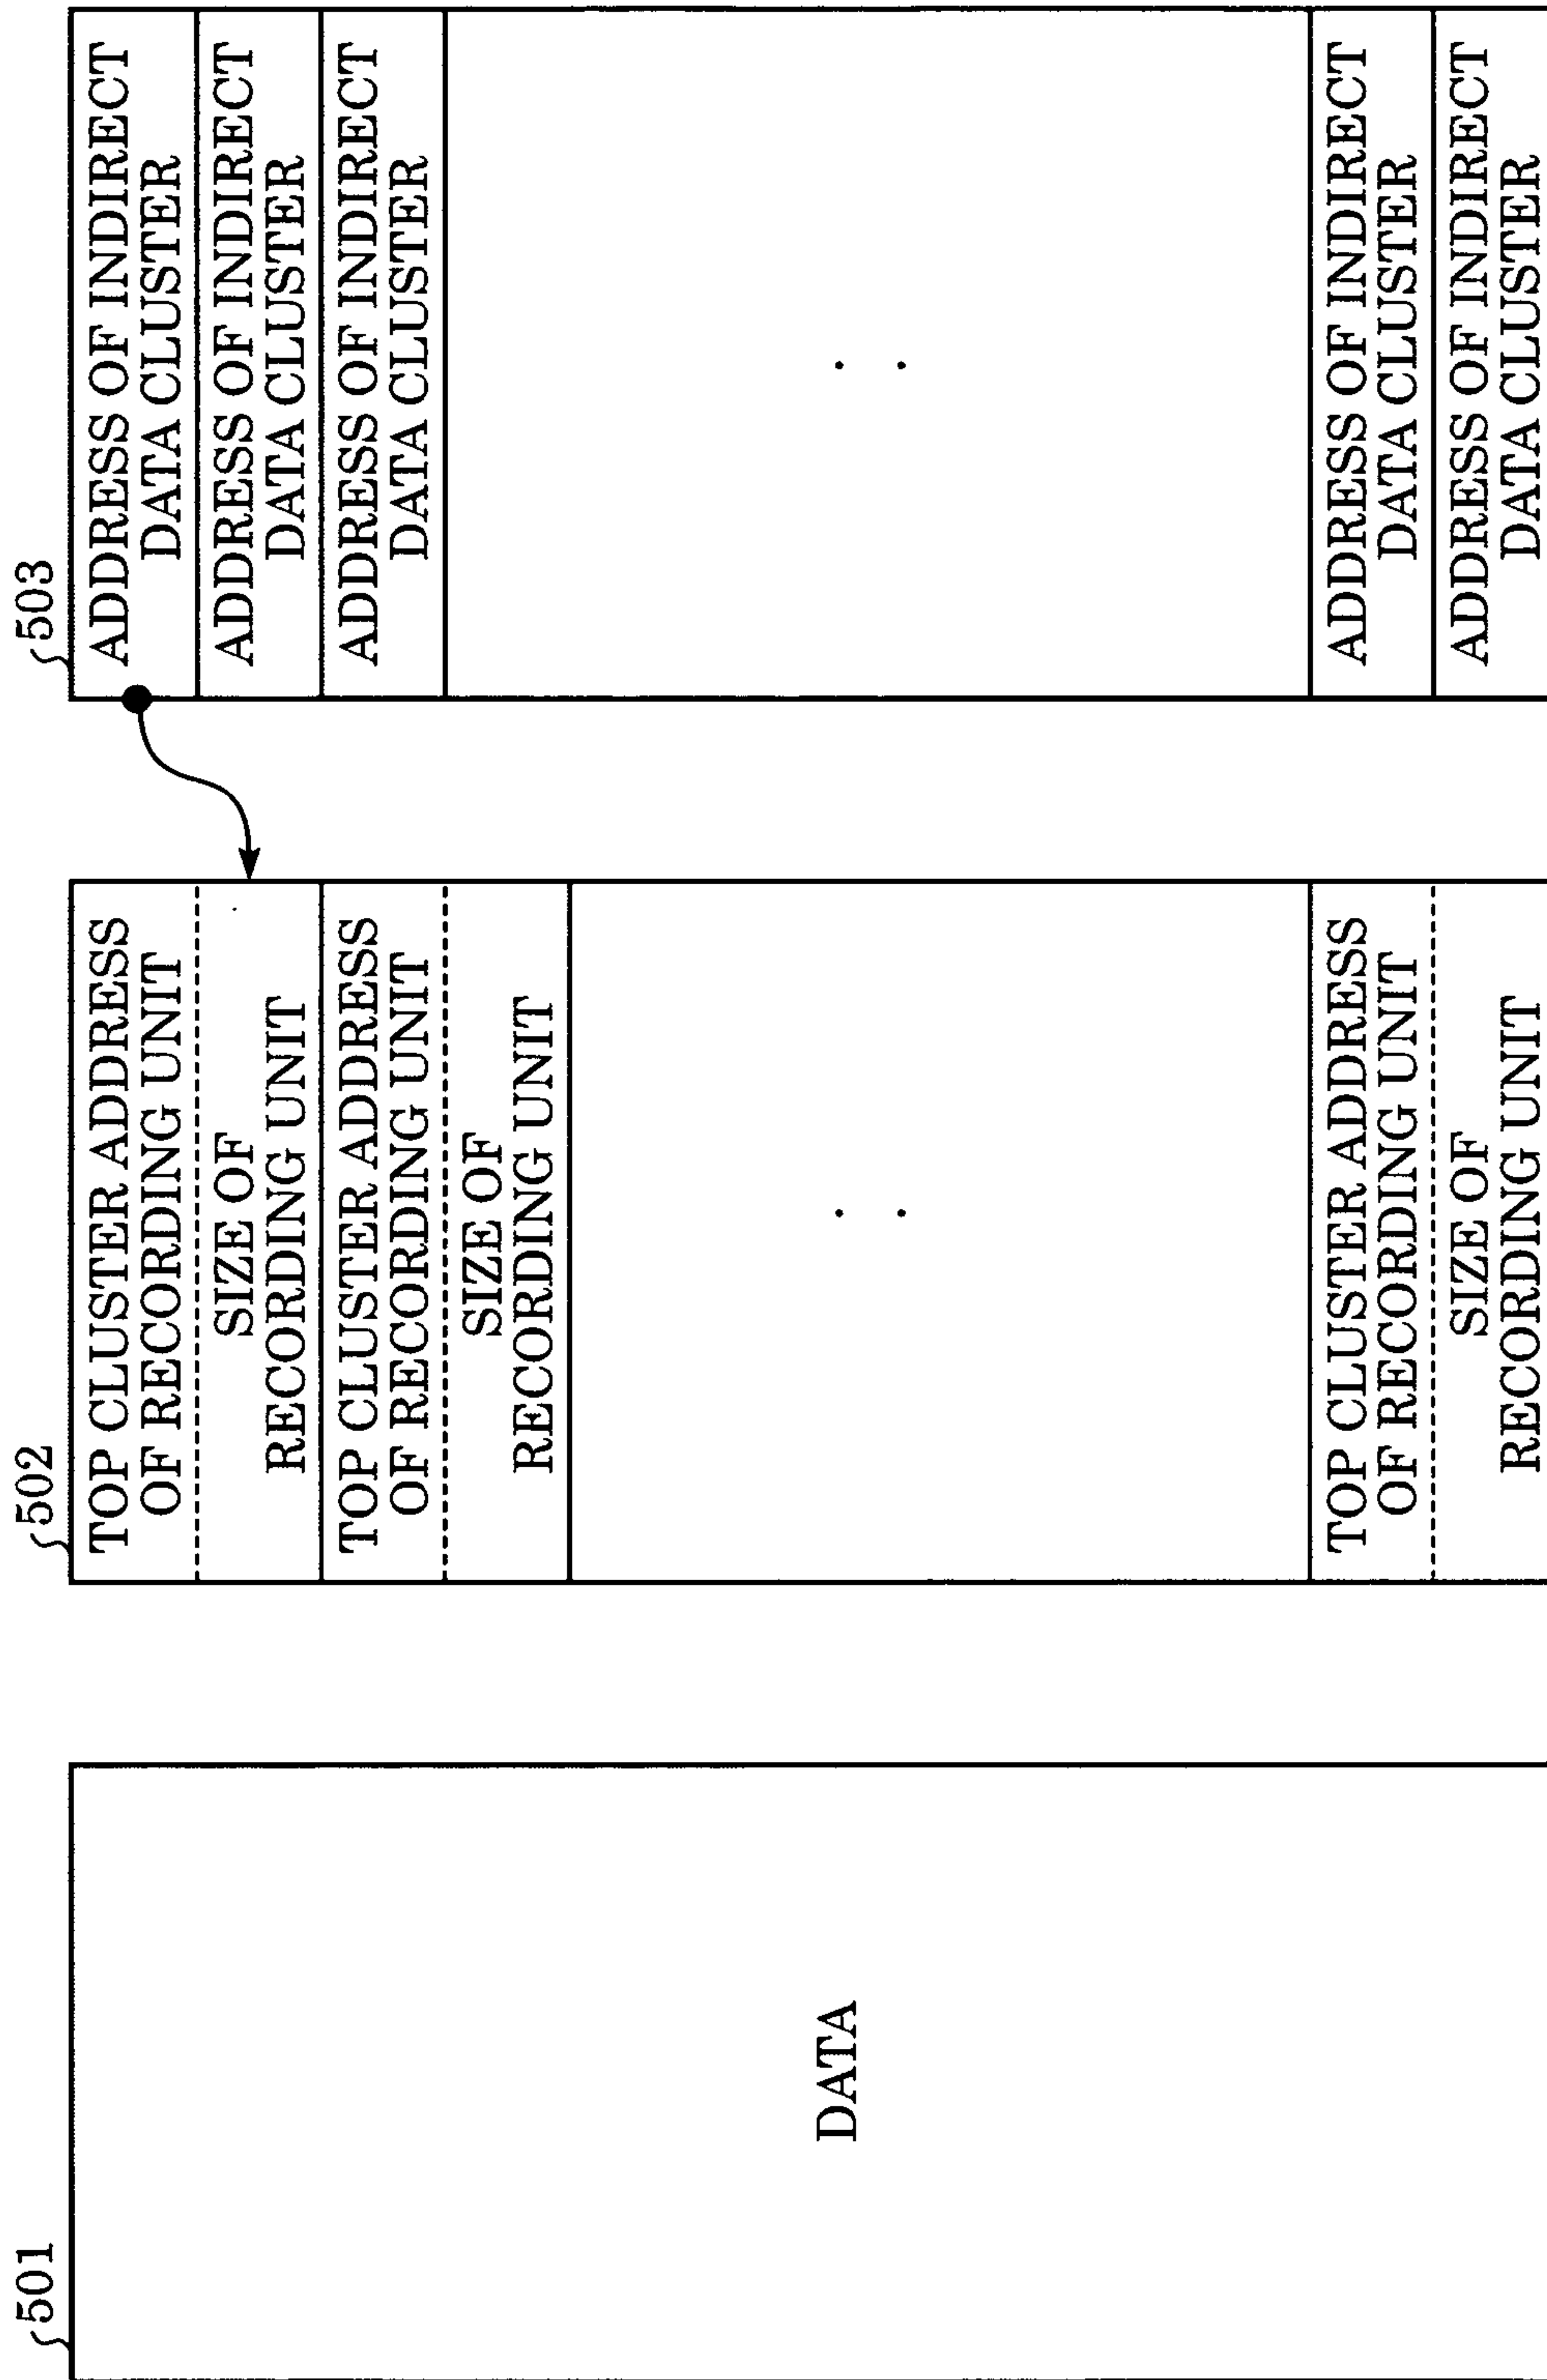 501
DATA
502
TOP CLUSTER ADDRESS
OF RECORDING UNIT
SIZE OF
RECORDING UNIT
TOP CLUSTER ADDRESS
OF RECORDING UNIT
SIZE OF
RECORDING UNIT
TOP CLUSTER ADDRESS
OF RECORDING UNIT
SIZE OF
RECORDING UNIT
503
ADDRESS OF INDIRECT
DATA CLUSTER
ADDRESS OF INDIRECT
DATA CLUSTER
ADDRESS OF INDIRECT
DATA CLUSTER
ADDRESS OF INDIRECT
DATA CLUSTER
ADDRESS OF INDIRECT
DATA CLUSTER